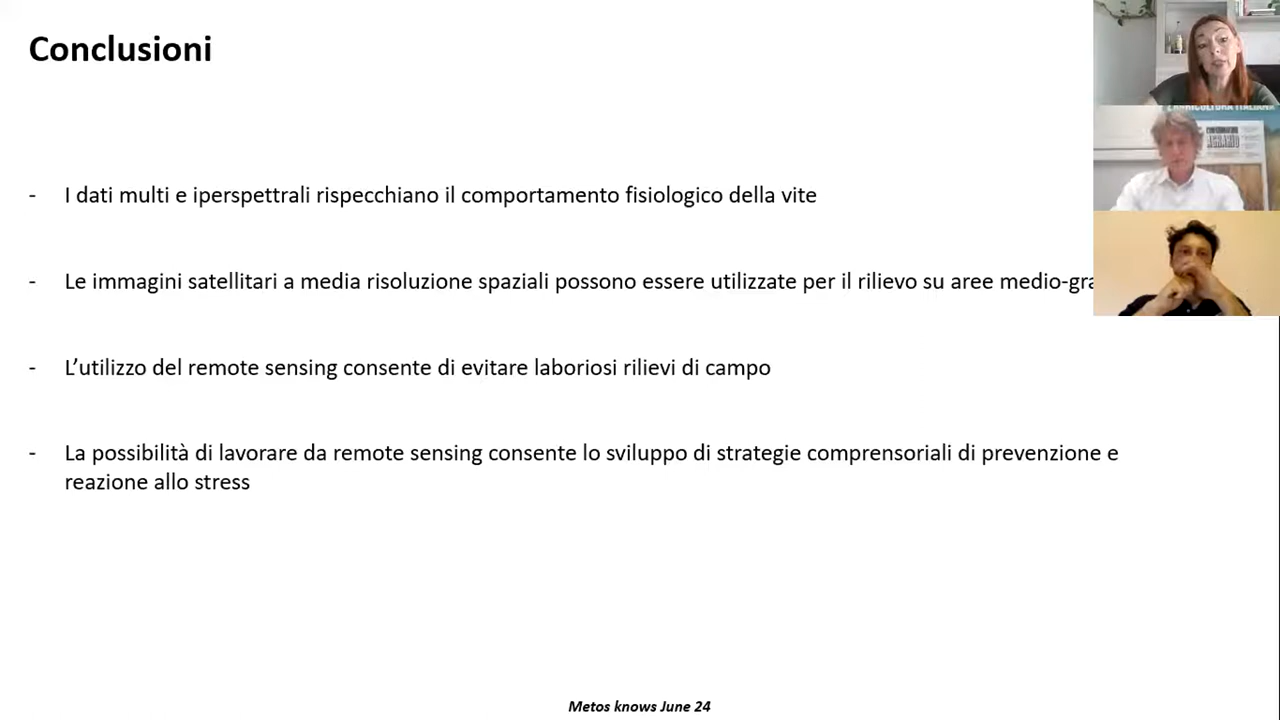 Conclusioni
- I dati multi e iperspettrali rispecchiano il comportamento fisiologico della vite
- Le immagini satellitari a media risoluzione spaziali possono essere utilizzate per il rilievo su aree medio-gra
- L’utilizzo del remote sensing consente di evitare laboriosi rilievi di campo
- La possibilità di lavorare da remote sensing consente lo sviluppo di strategie comprensoriali di prevenzione e
reazione allo stress
Metos knows June 24